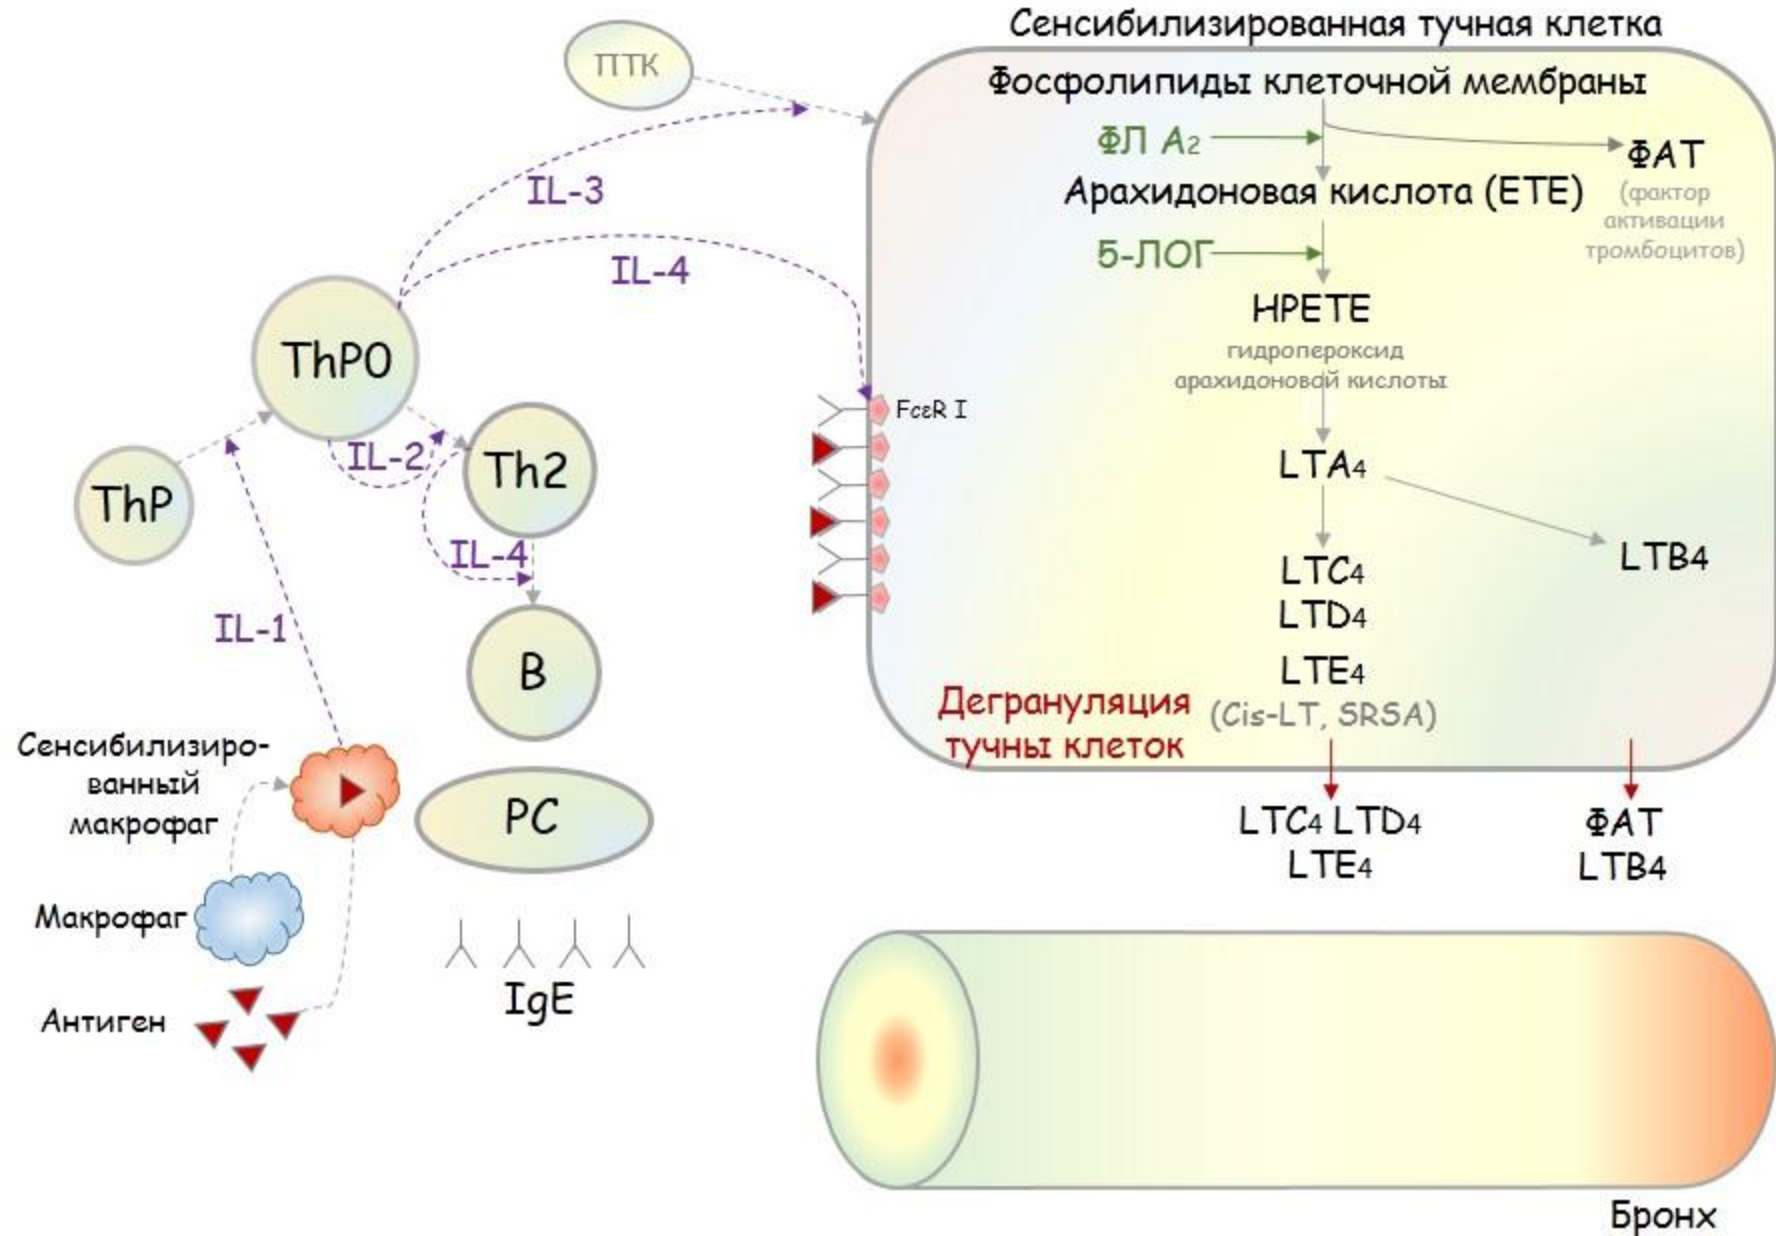 Сенсибилизированная тучная клетка
ПТК
Фосфолипиды клеточной мембраны
ФЛ А2
ФАТ
(фактор
активации
тромбоцитов)
Арахидоновая кислота (ETE)
IL-3
5-ЛОГ
IL-4
HPETE
гидропероксид
арахидоновой кислоты
ThP0
FcεR I
IL-2
Th2
LTA4
ThP
IL-4
LTB4
LTC4
LTD4
IL-1
B
LTE4
(Cis-LT, SRSA)
Дегрануляция
тучны клеток
Сенсибилизиро-
ванный
макрофаг
PC
LTC4 LTD4
LTE4
ФАТ
LTB4
Макрофаг
IgE
Антиген
Бронх